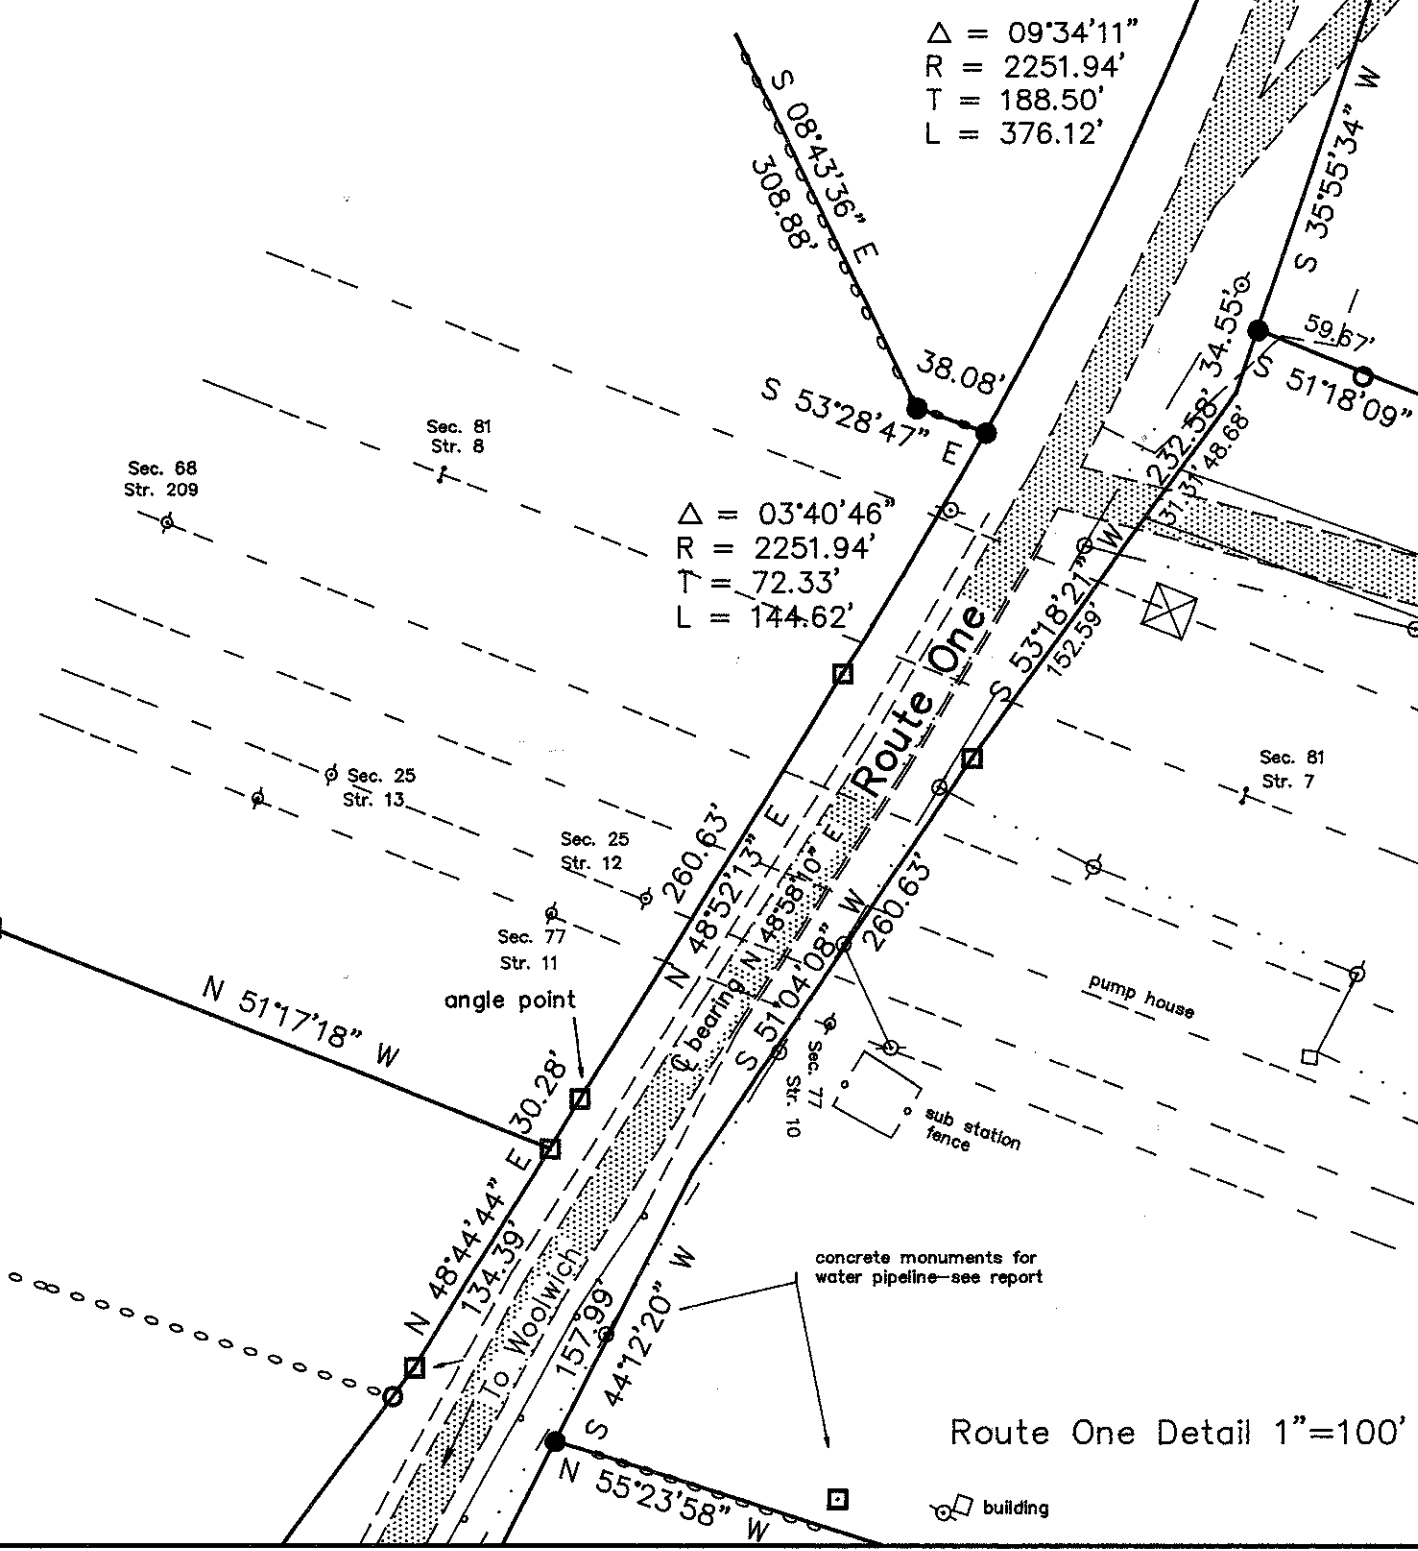 △ = 09°34'11"
R = 2251.94'
T = 188.50'
L = 376.12'
S 08°43'36" E
308.88'
S 35°55'34" W
34.55'
59.67'
S 51°18'09"
38.08'
S 53°28'47" E
232.58'
48.68'
31.31'
Sec. 81
Str. 8
Sec. 68
Str. 209
△ = 03°40'46"
R = 2251.94'
T = 72.33'
L = 144.62'
S 53°18'21" W
152.59'
Route One
Sec. 81
Str. 7
Sec. 25
Str. 13
Sec. 25
Str. 12
260.63'
N 48°52'13" E
℄ bearing N 48°58'10" E
S 51°04'08" W
260.63'
Sec. 77
Str. 11
angle point
N 51°17'18" W
pump house
Sec. 77
Str. 10
sub station
fence
30.28'
N 48°44'44" E
134.39'
To Woolwich
157.99'
S 44°12'20" W
concrete monuments for
water pipeline—see report
N 55°23'58" W
Route One Detail 1"=100'
building